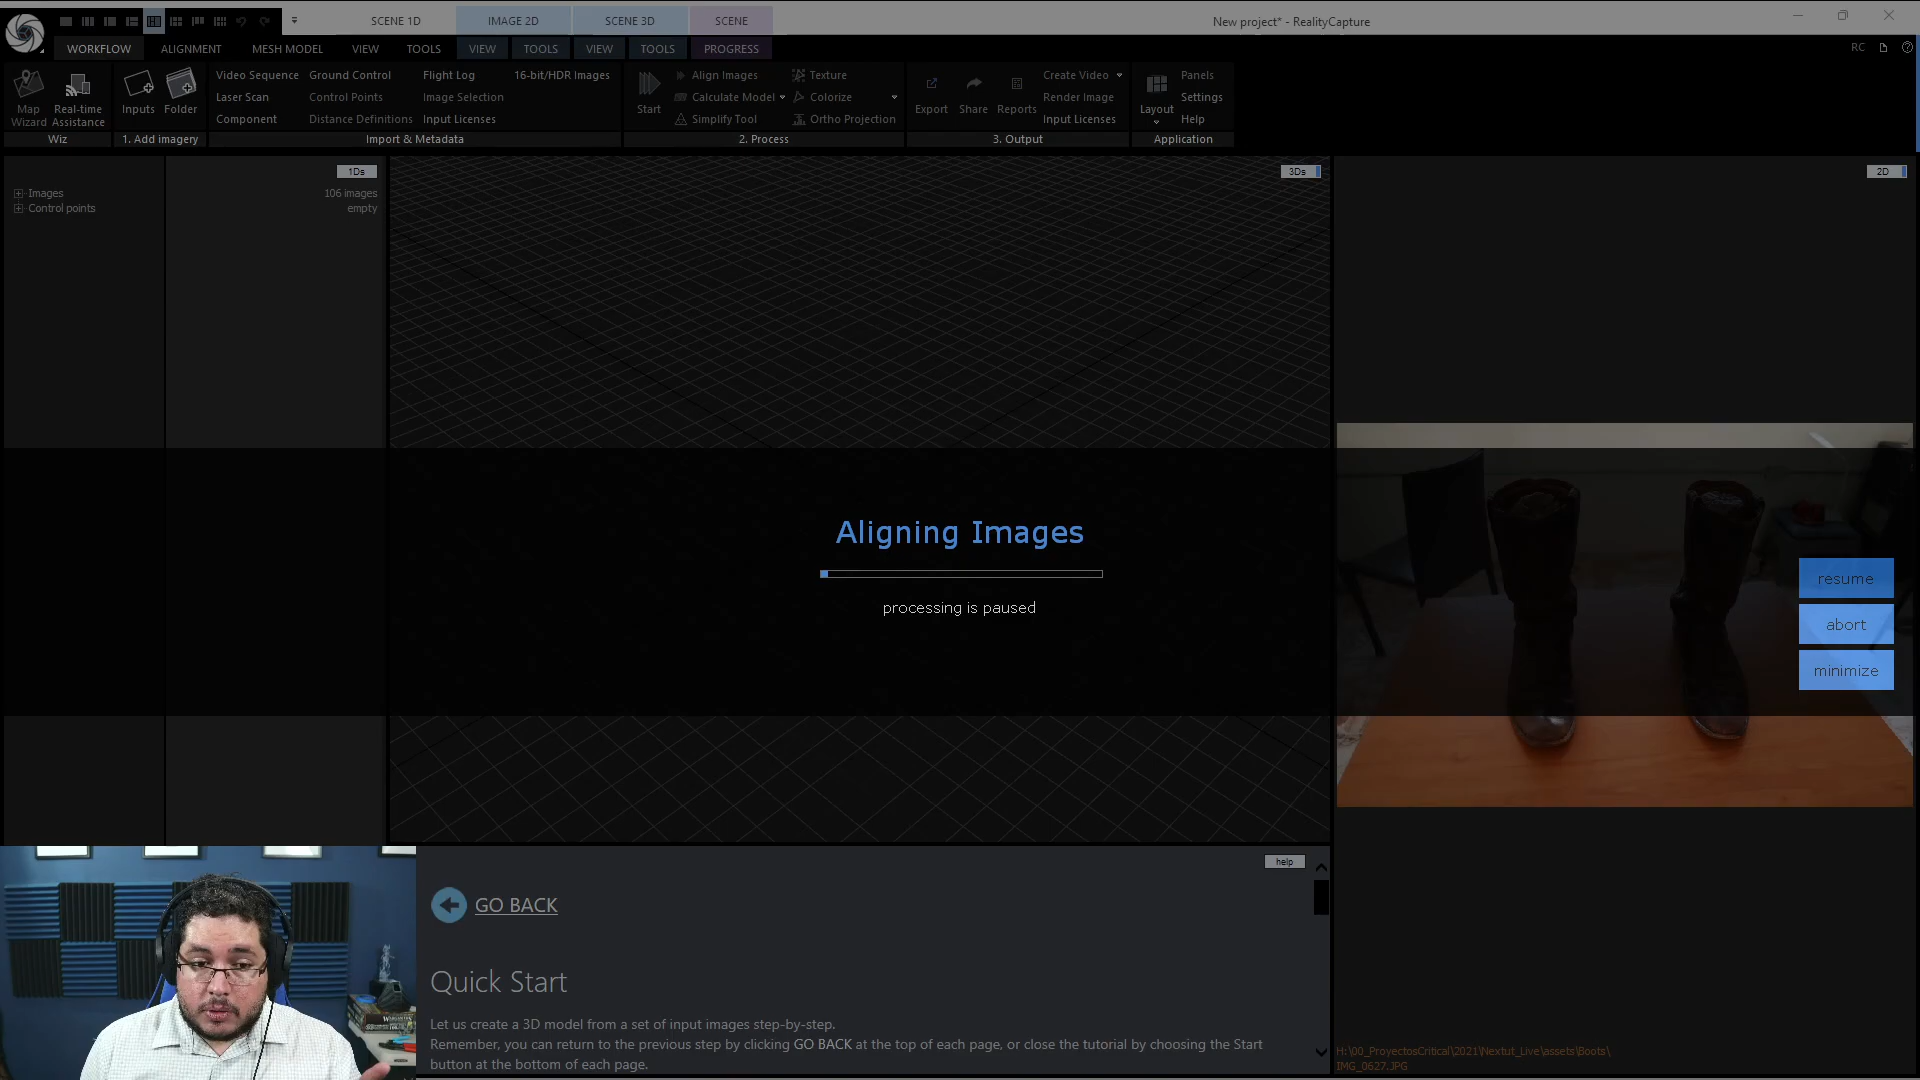 SCENE 1D
IMAGE 2D
SCENE 3D
SCENE
New project* - RealityCapture
WORKFLOW
ALIGNMENT
MESH MODEL
VIEW
TOOLS
VIEW
TOOLS
VIEW
TOOLS
PROGRESS
RC
Map
Wizard
Real-time
Assistance
Wiz
Inputs
Folder
1. Add imagery
Video Sequence
Ground Control
Flight Log
16-bit/HDR Images
Laser Scan
Control Points
Image Selection
Component
Distance Definitions
Input Licenses
Import & Metadata
Start
Align Images
Texture
Calculate Model
Colorize
Simplify Tool
Ortho Projection
2. Process
Export
Share
Reports
Create Video
Render Image
Input Licenses
3. Output
Layout
Panels
Settings
Help
Application
1Ds
Images
106 images
Control points
empty
3Ds
2D
Aligning Images
processing is paused
resume
abort
minimize
help
GO BACK
Quick Start
Let us create a 3D model from a set of input images step-by-step.
Remember, you can return to the previous step by clicking GO BACK at the top of each page, or close the tutorial by choosing the Start
button at the bottom of each page.
H:\00_ProyectosCritical\2021\Nextut_Live\assets\Boots\
IMG_0627.JPG